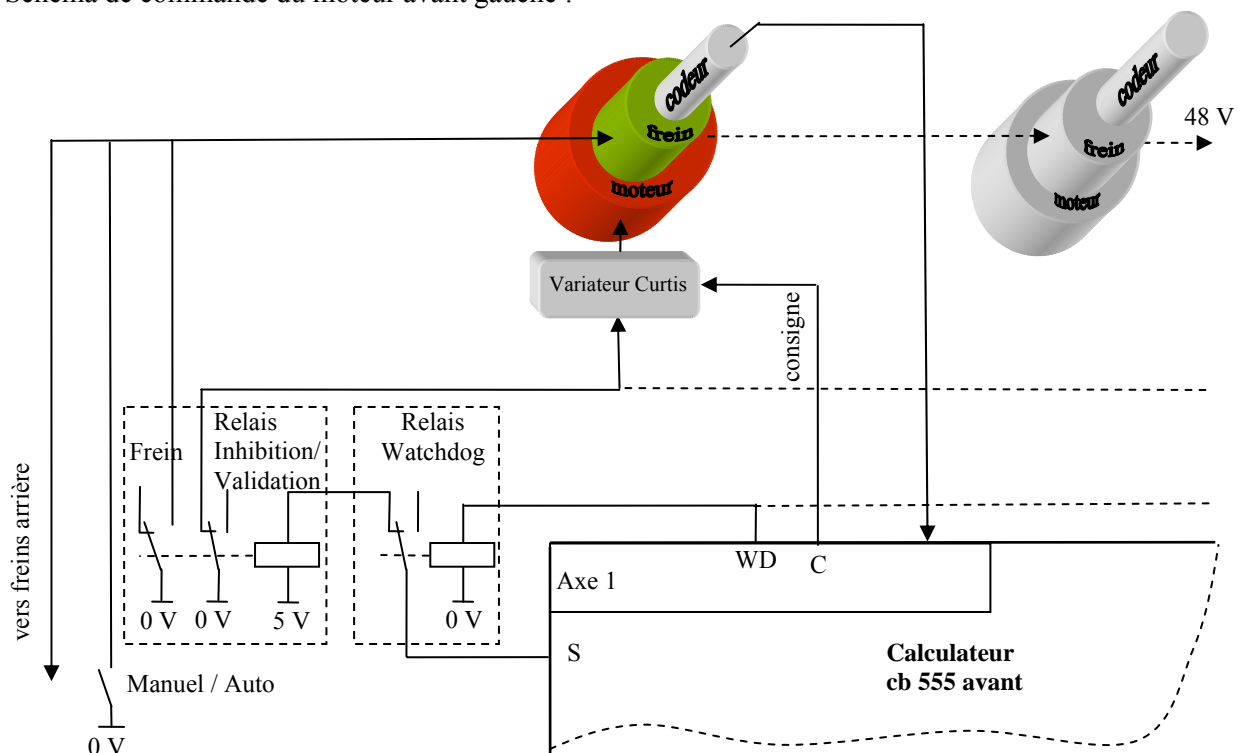 Schéma de commande du moteur avant gauche :
codeur
frein
moteur
codeur
frein
moteur
48 V
Variateur Curtis
consigne
Frein
Relais
Inhibition/
Validation
Relais
Watchdog
vers freins arrière
0 V
0 V
5 V
0 V
WD
C
Axe 1
S
Calculateur
cb 555 avant
Manuel / Auto
0 V